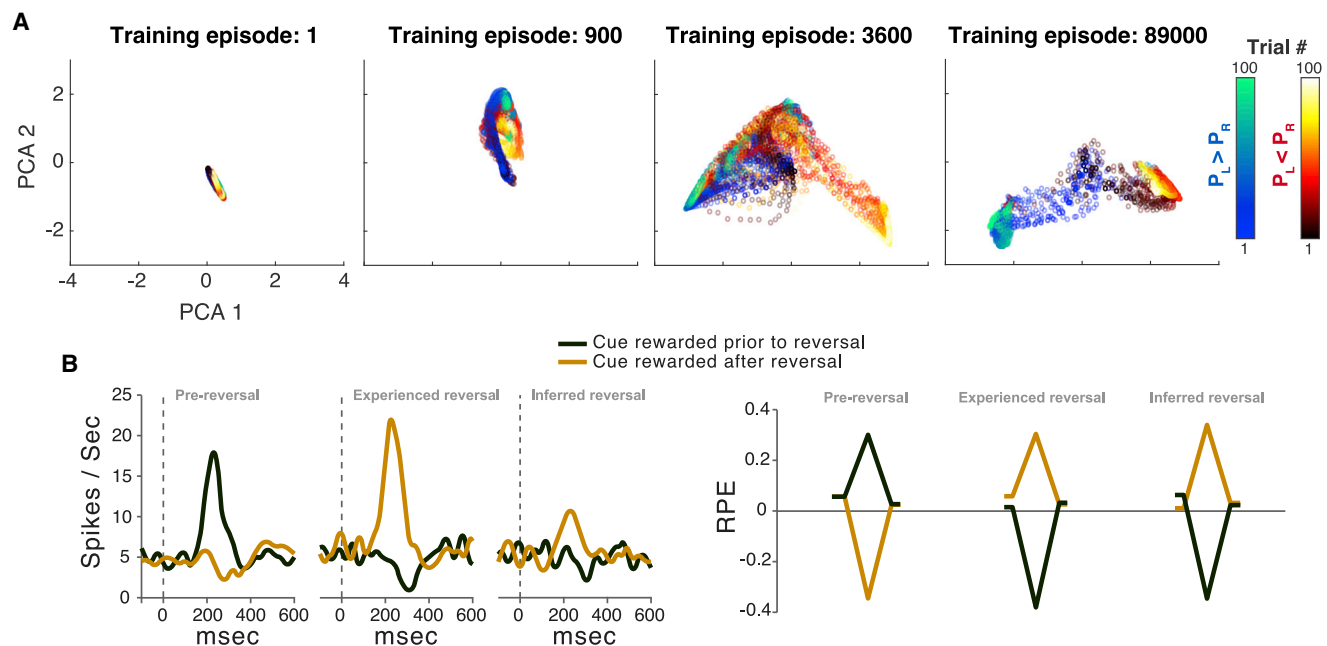 A
Training episode: 1
Training episode: 900
Training episode: 3600
Training episode: 89000
Trial #
100
100
P_L > P_R
P_L < P_R
1
1
PCA 2
2
0
-2
-4
-2
0
2
4
PCA 1
Cue rewarded prior to reversal
Cue rewarded after reversal
B
Pre-reversal
Experienced reversal
Inferred reversal
Spikes / Sec
25
20
15
10
5
0
0 200 400 600
0 200 400 600
0 200 400 600
msec
msec
msec
Pre-reversal
Experienced reversal
Inferred reversal
RPE
0.4
0.2
0
-0.2
-0.4